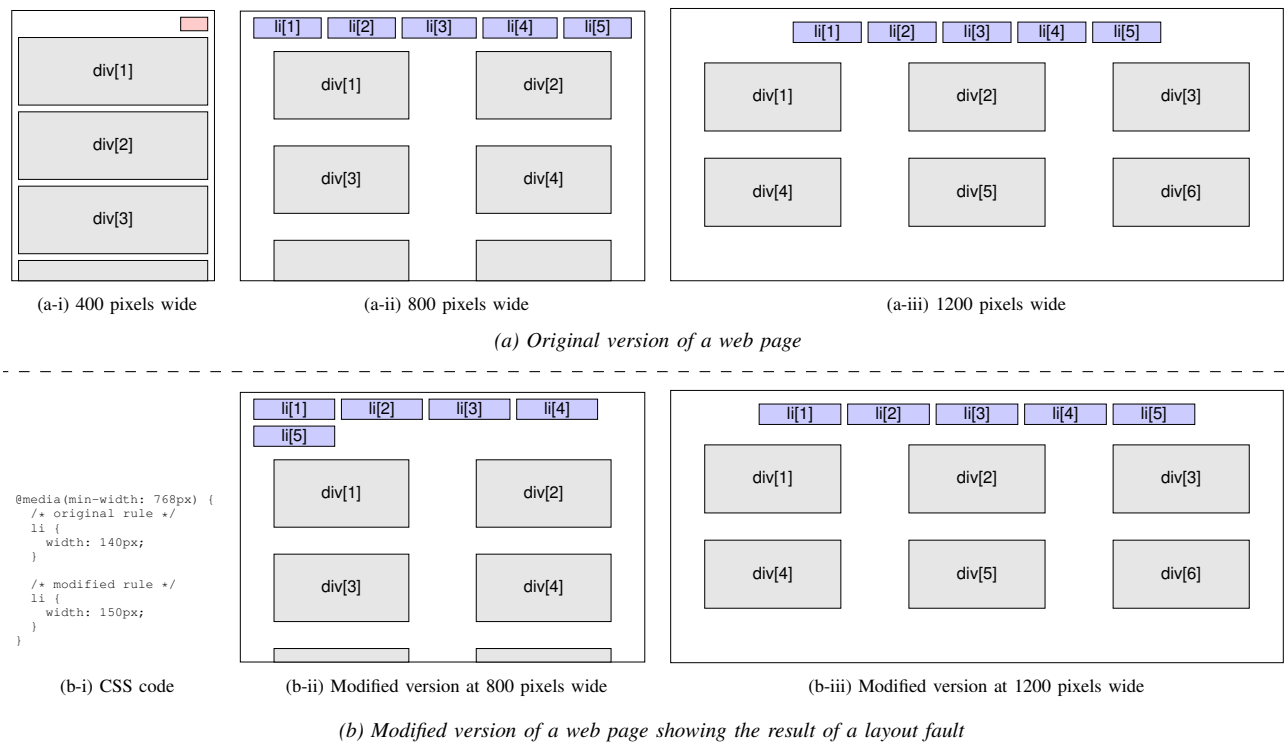 div[1]
div[2]
div[3]
(a-i) 400 pixels wide
li[1] li[2] li[3] li[4] li[5]
div[1] div[2]
div[3] div[4]
(a-ii) 800 pixels wide
li[1] li[2] li[3] li[4] li[5]
div[1] div[2] div[3]
div[4] div[5] div[6]
(a-iii) 1200 pixels wide
(a) Original version of a web page
@media(min-width: 768px) {
/* original rule */
li {
width: 140px;
}
/* modified rule */
li {
width: 150px;
}
}
(b-i) CSS code
li[1] li[2] li[3] li[4]
li[5]
div[1] div[2]
div[3] div[4]
(b-ii) Modified version at 800 pixels wide
li[1] li[2] li[3] li[4] li[5]
div[1] div[2] div[3]
div[4] div[5] div[6]
(b-iii) Modified version at 1200 pixels wide
(b) Modified version of a web page showing the result of a layout fault